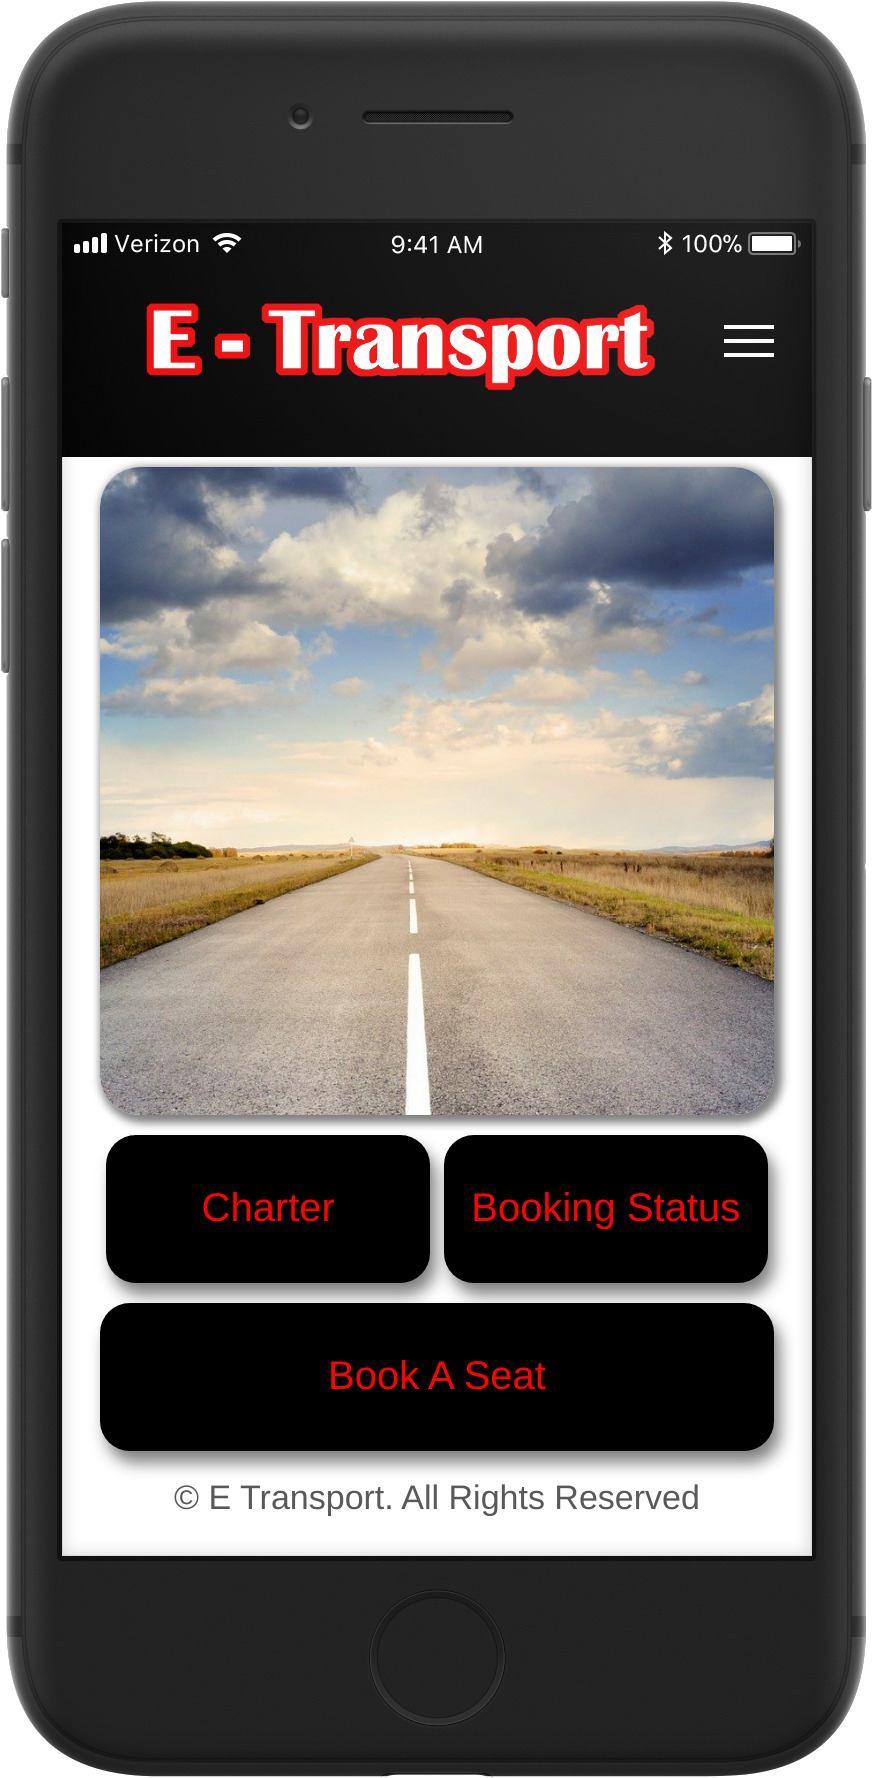 Verizon 9:41 AM 100%
E - Transport
Charter Booking Status
Book A Seat
© E Transport. All Rights Reserved